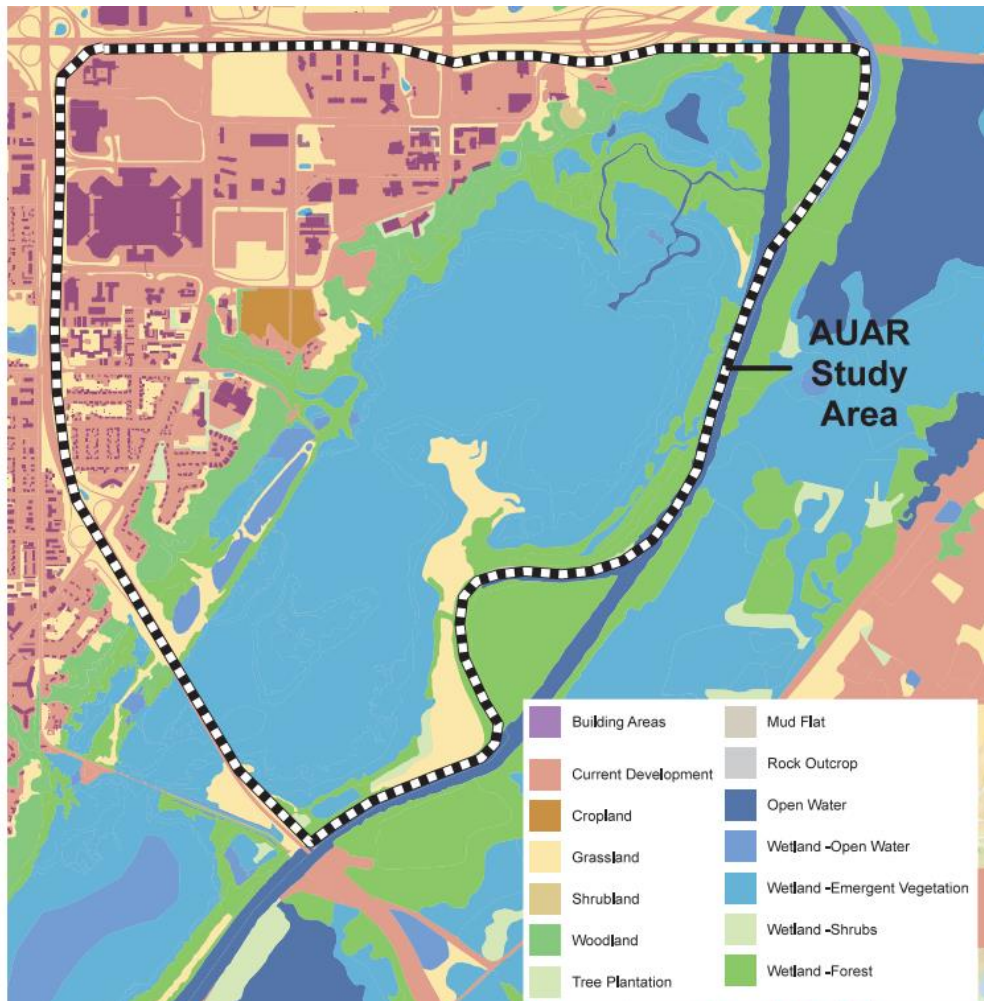 AUAR
Study
Area
Building Areas
Current Development
Cropland
Grassland
Shrubland
Woodland
Tree Plantation
Mud Flat
Rock Outcrop
Open Water
Wetland -Open Water
Wetland -Emergent Vegetation
Wetland -Shrubs
Wetland -Forest